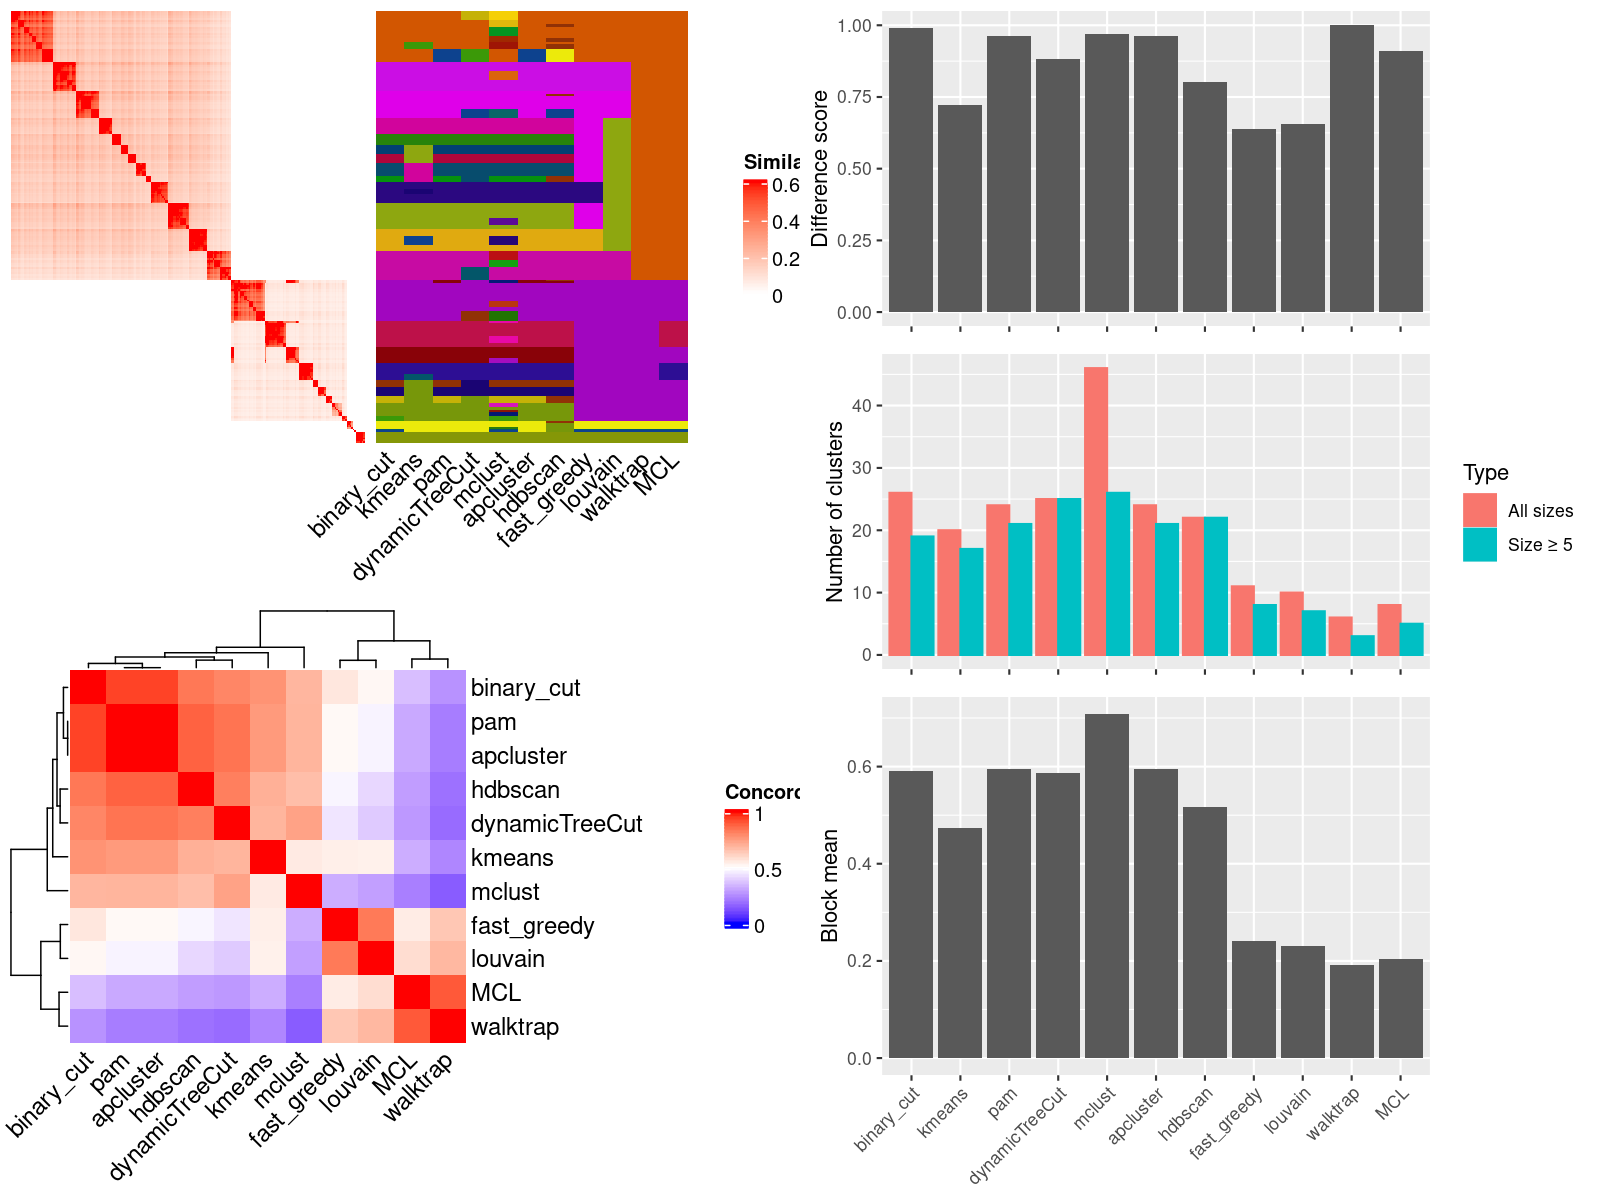 Simila
0.6
0.4
0.2
0
binary_cut
kmeans
pam
dynamicTreeCut
mclust
apcluster
hdbscan
fast_greedy
louvain
walktrap
MCL
binary_cut
pam
apcluster
hdbscan
dynamicTreeCut
kmeans
mclust
fast_greedy
louvain
MCL
walktrap
binary_cut
pam
apcluster
hdbscan
dynamicTreeCut
kmeans
mclust
fast_greedy
louvain
MCL
walktrap
Concord
1
0.5
0
Difference score
1.00
0.75
0.50
0.25
0.00
Number of clusters
40
30
20
10
0
Type
All sizes
Size ≥ 5
Block mean
0.6
0.4
0.2
0.0
binary_cut
kmeans
pam
dynamicTreeCut
mclust
apcluster
hdbscan
fast_greedy
louvain
walktrap
MCL